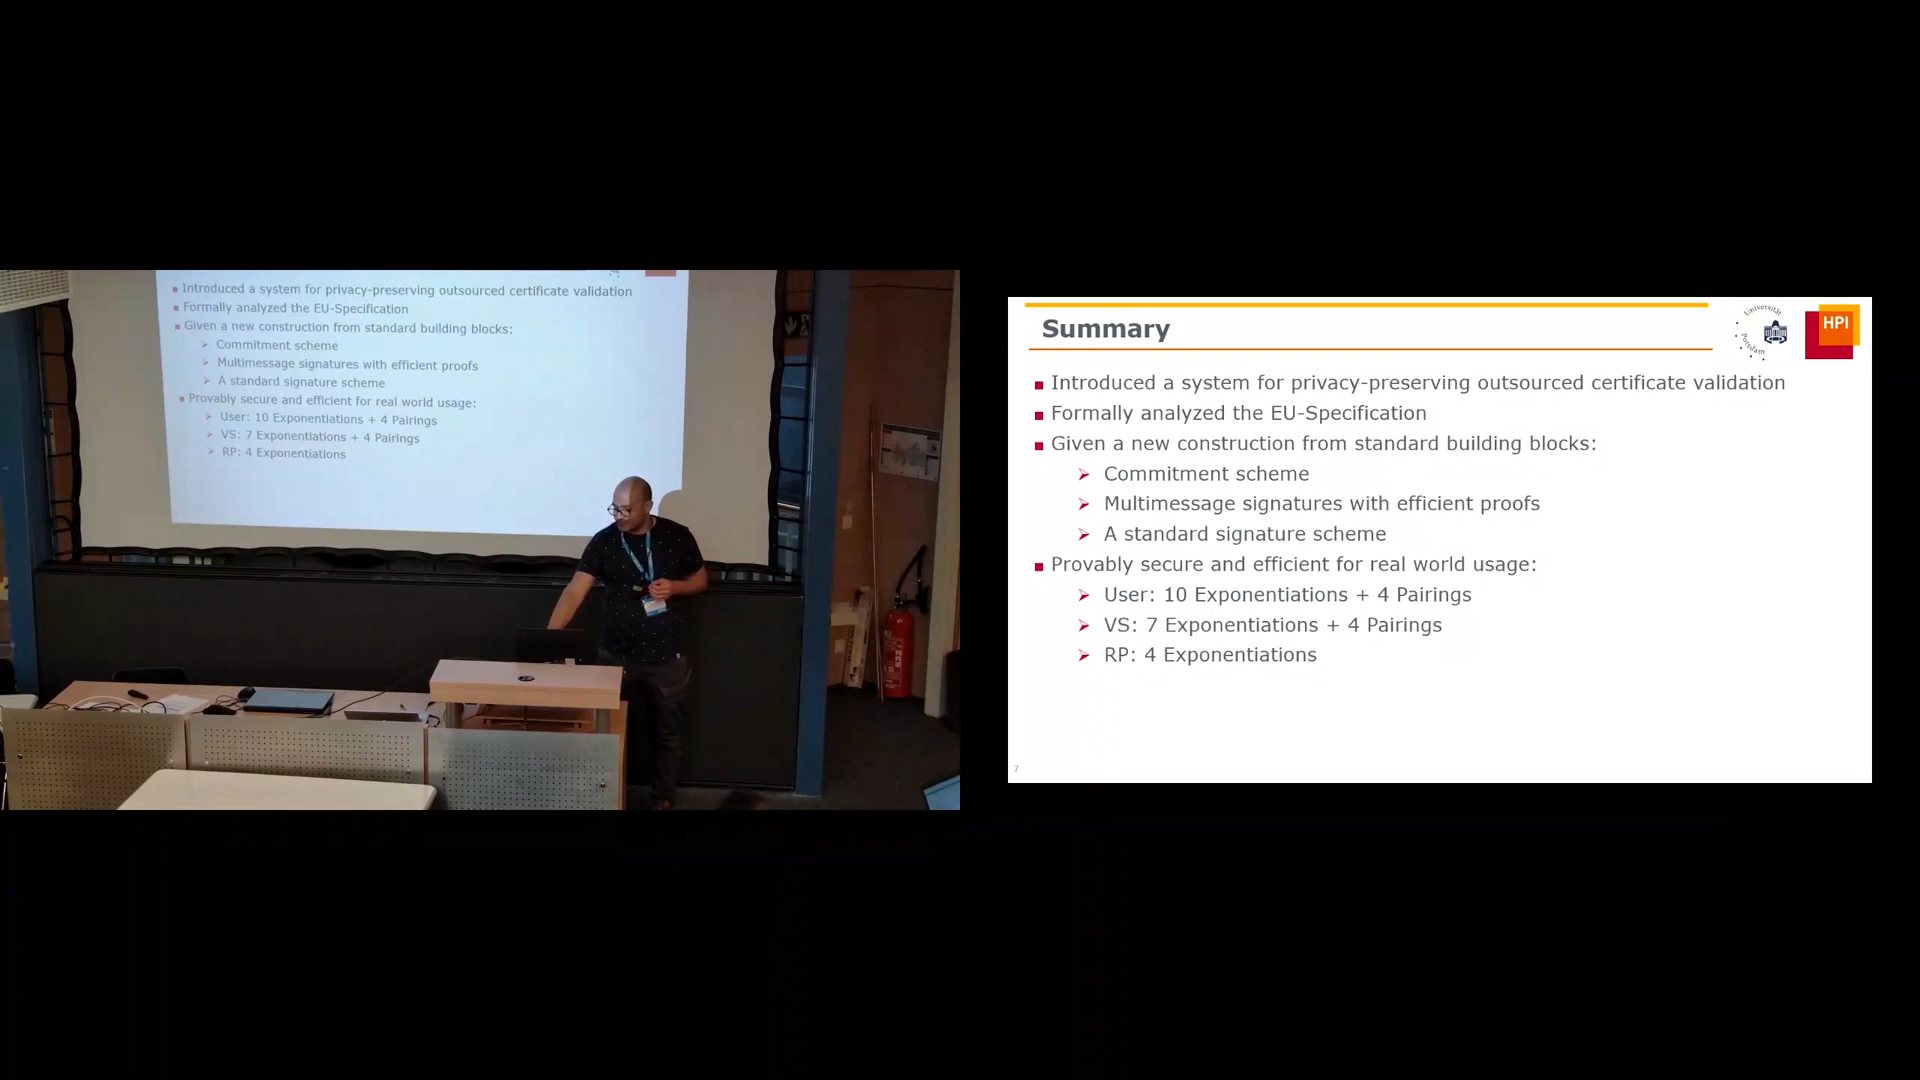 Introduced a system for privacy-preserving outsourced certificate validation
Formally analyzed the EU-Specification
Given a new construction from standard building blocks:
Commitment scheme
Multimessage signatures with efficient proofs
A standard signature scheme
Provably secure and efficient for real world usage:
User: 10 Exponentiations + 4 Pairings
VS: 7 Exponentiations + 4 Pairings
RP: 4 Exponentiations
Summary
Universität
Potsdam
HPI
Introduced a system for privacy-preserving outsourced certificate validation
Formally analyzed the EU-Specification
Given a new construction from standard building blocks:
Commitment scheme
Multimessage signatures with efficient proofs
A standard signature scheme
Provably secure and efficient for real world usage:
User: 10 Exponentiations + 4 Pairings
VS: 7 Exponentiations + 4 Pairings
RP: 4 Exponentiations
7